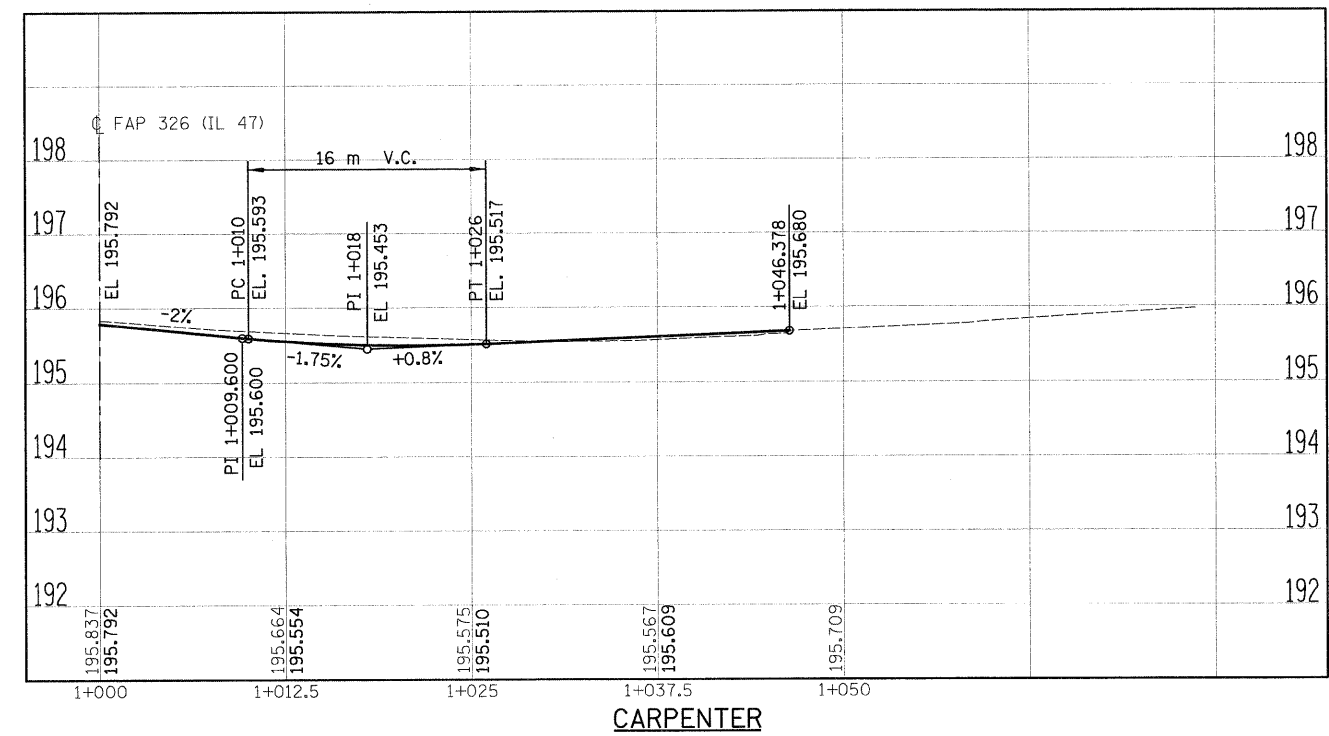 ℄ FAP 326 (IL 47)
198
198
16 m V.C.
197
197
EL 195.792
PC 1+010
EL. 195.593
PI 1+018
EL 195.453
PT 1+026
EL. 195.517
1+046.378
EL 195.680
196
196
-2%
-1.75%
+0.8%
195
195
PI 1+009.600
EL 195.600
194
194
193
193
192
192
195.837
195.792
195.664
195.554
195.575
195.510
195.567
195.609
195.709
1+000
1+012.5
1+025
1+037.5
1+050
CARPENTER